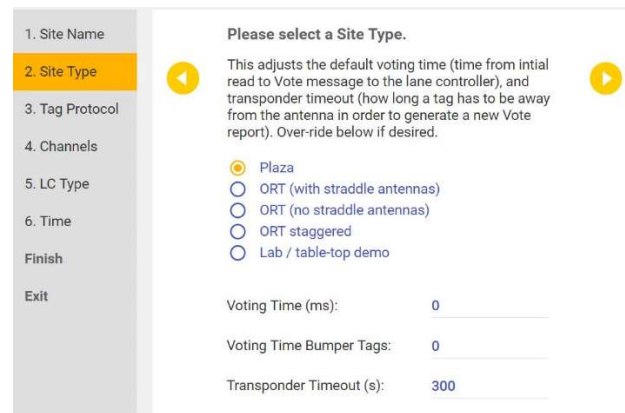 1. Site Name
2. Site Type
3. Tag Protocol
4. Channels
5. LC Type
6. Time
Finish
Exit
Please select a Site Type.
This adjusts the default voting time (time from intial
read to Vote message to the lane controller), and
transponder timeout (how long a tag has to be away
from the antenna in order to generate a new Vote
report). Over-ride below if desired.
Plaza
ORT (with straddle antennas)
ORT (no straddle antennas)
ORT staggered
Lab / table-top demo
Voting Time (ms): 0
Voting Time Bumper Tags: 0
Transponder Timeout (s): 300